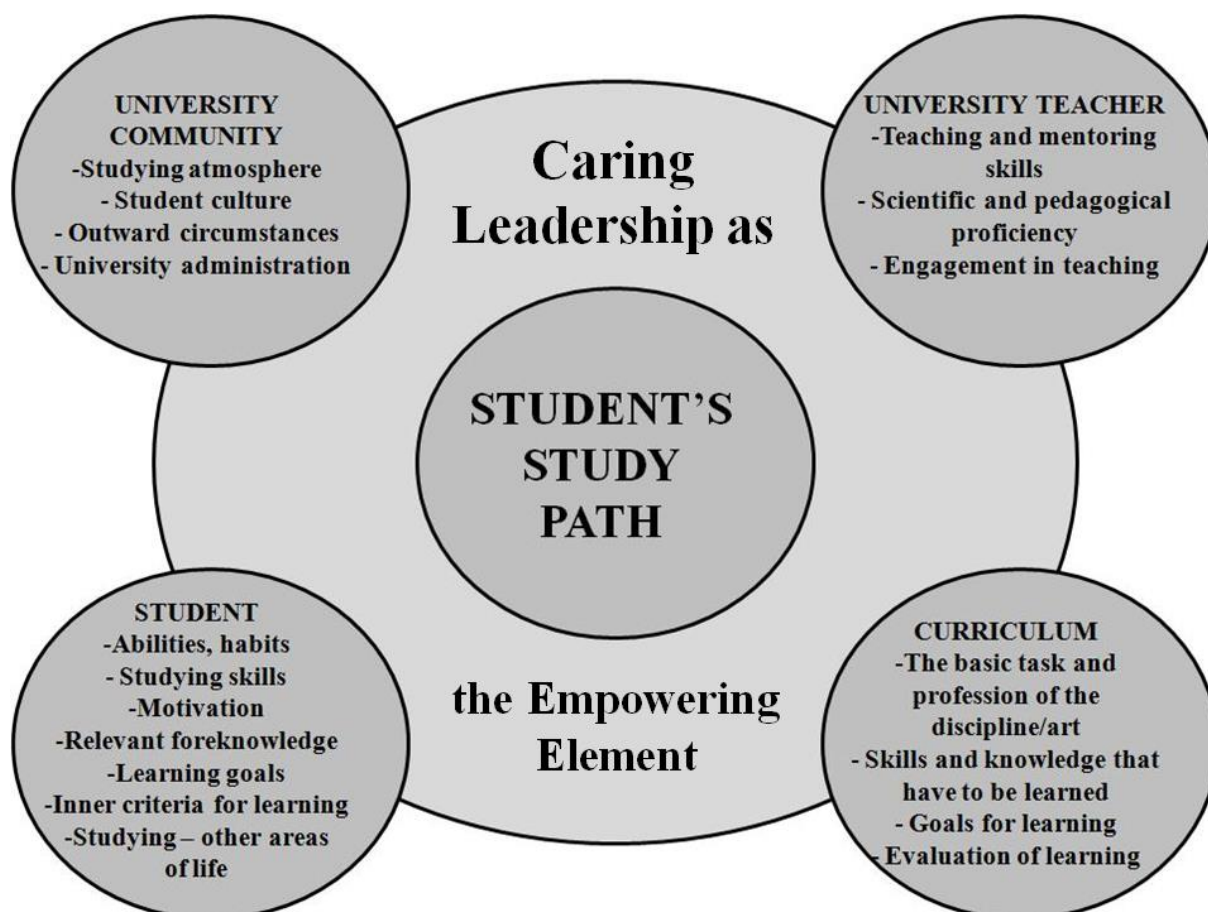 UNIVERSITY
COMMUNITY
-Studying atmosphere
- Student culture
- Outward circumstances
- University administration
UNIVERSITY TEACHER
-Teaching and mentoring
skills
- Scientific and pedagogical
proficiency
- Engagement in teaching
Caring
Leadership as
STUDENT’S
STUDY
PATH
the Empowering
Element
STUDENT
-Abilities, habits
- Studying skills
-Motivation
-Relevant foreknowledge
-Learning goals
-Inner criteria for learning
-Studying – other areas
of life
CURRICULUM
-The basic task and
profession of the
discipline/art
- Skills and knowledge that
have to be learned
- Goals for learning
- Evaluation of learning